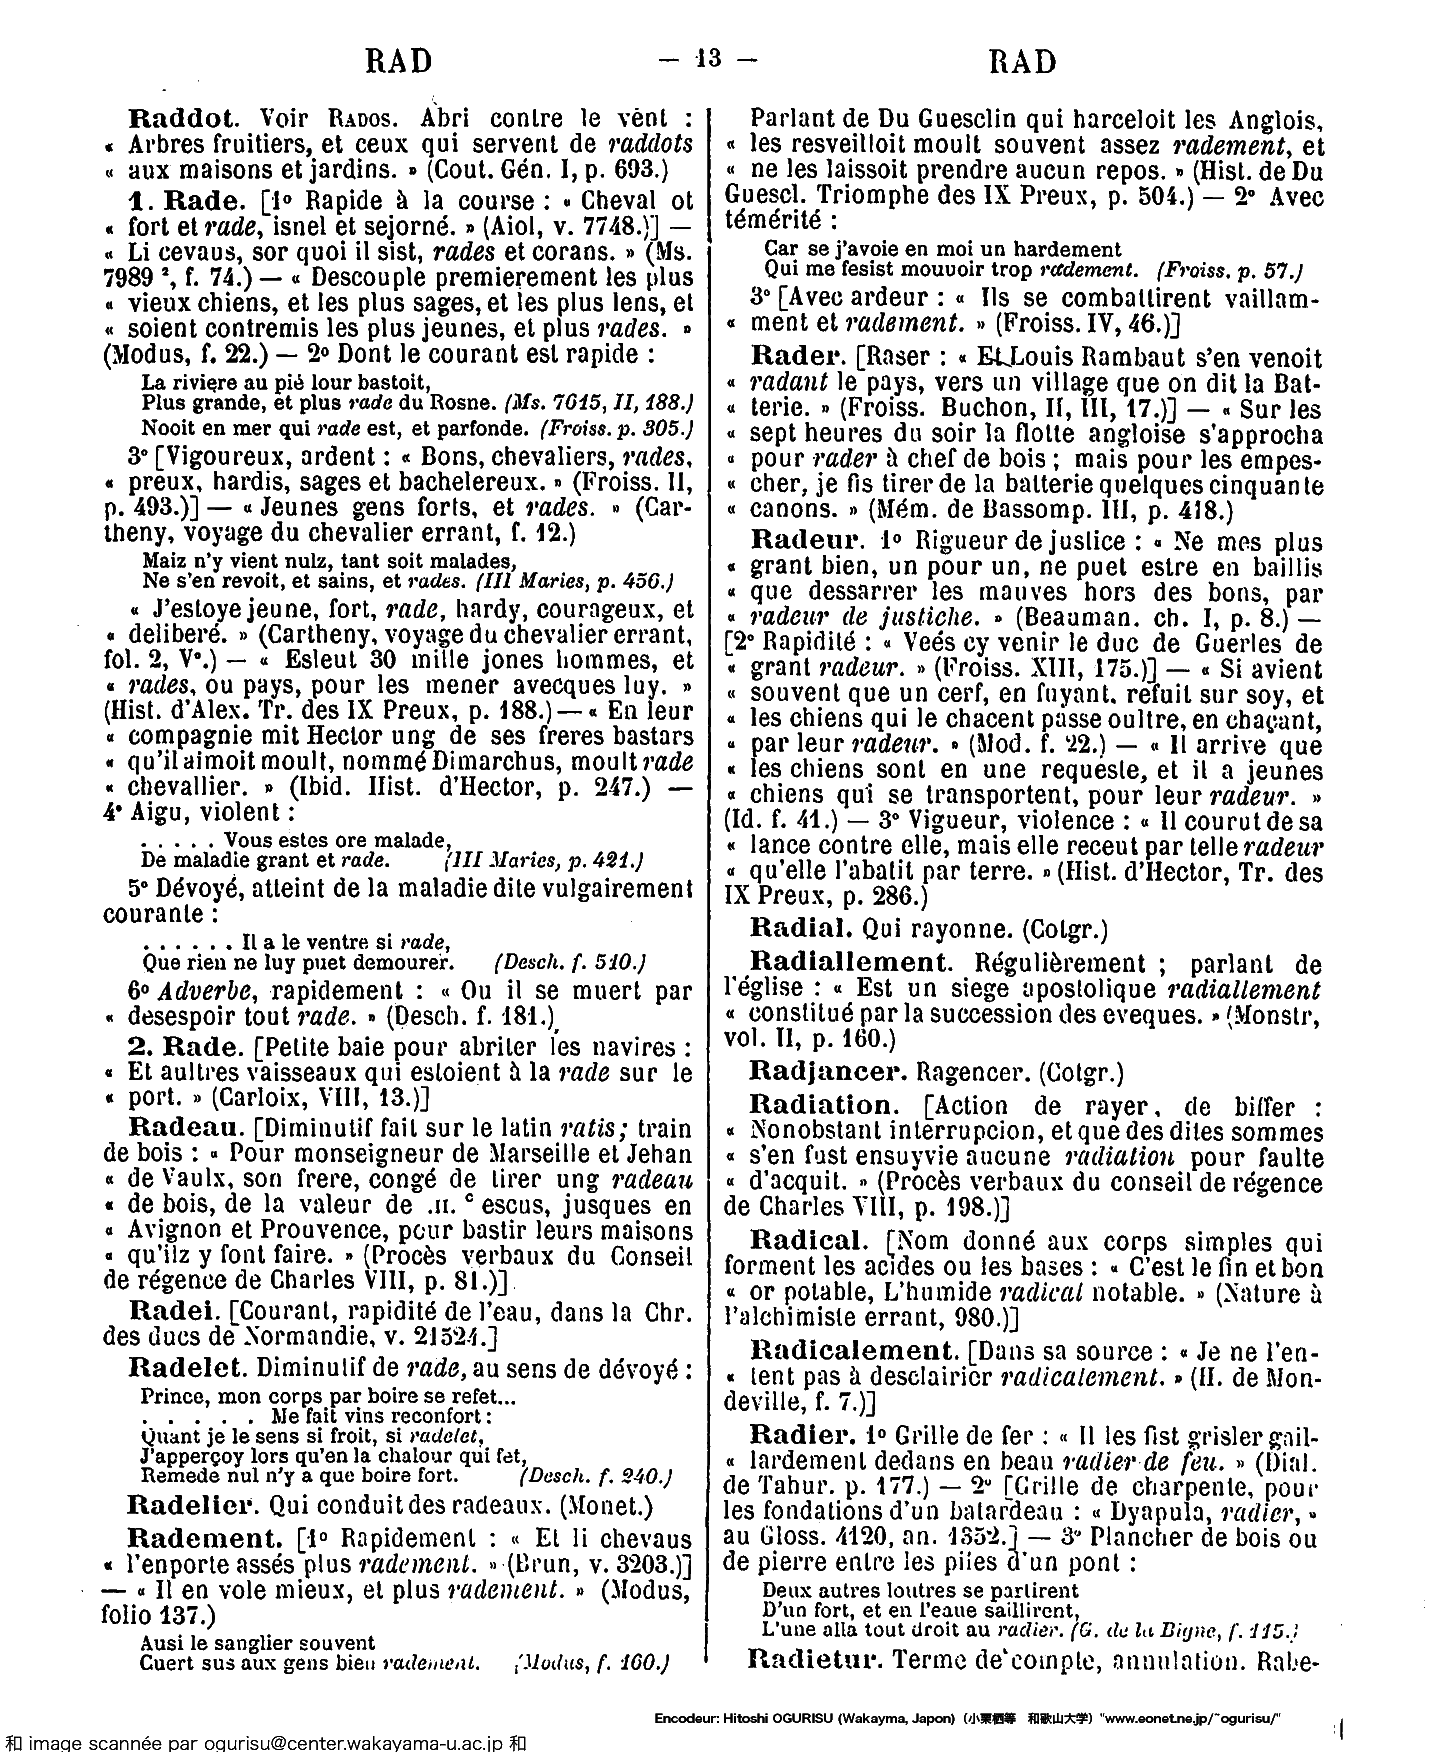 RAD — 13 — RAD
Raddot. Voir RADOS. Abri contre le vent :
« Arbres fruitiers, et ceux qui servent de raddots
« aux maisons et jardins. » (Cout. Gén. I, p. 693.)
1. Rade. [1º Rapide à la course : « Cheval ot
« fort et rade, isnel et sejorné. » (Aiol, v. 7748.)] —
« Li cevaus, sor quoi il sist, rades et corans. » (Ms.
7989 ², f. 74.) — « Descouple premierement les plus
« vieux chiens, et les plus sages, et les plus lens, et
« soient contremis les plus jeunes, et plus rades. »
(Modus, f. 22.) — 2º Dont le courant est rapide :
La riviere au pié lour bastoit,
Plus grande, et plus rade du Rosne. (Ms. 7615, II, 188.)
Nooit en mer qui rade est, et parfonde. (Froiss. p. 305.)
3º [Vigoureux, ardent : « Bons, chevaliers, rades,
« preux, hardis, sages et bachelereux. » (Froiss. II,
p. 493.)] — « Jeunes gens forts, et rades. » (Car-
theny, voyage du chevalier errant, f. 12.)
Maiz n'y vient nulz, tant soit malades,
Ne s'en revoit, et sains, et rades. (III Maries, p. 456.)
« J'estoye jeune, fort, rade, hardy, courageux, et
« deliberé. » (Cartheny, voyage du chevalier errant,
fol. 2, Vº.) — « Esleut 30 mille jones hommes, et
« rades, ou pays, pour les mener avecques luy. »
(Hist. d'Alex. Tr. des IX Preux, p. 188.) — « En leur
« compagnie mit Hector ung de ses freres bastars
« qu'il aimoit moult, nommé Dimarchus, moult rade
« chevallier. » (Ibid. Hist. d'Hector, p. 247.) —
4º Aigu, violent :
. . . . . Vous estes ore malade,
De maladie grant et rade. (III Maries, p. 421.)
5º Dévoyé, atteint de la maladie dite vulgairement
courante :
. . . . . . Il a le ventre si rade,
Que rien ne luy puet demourer. (Desch. f. 510.)
6º Adverbe, rapidement : « Ou il se muert par
« desespoir tout rade. » (Desch. f. 181.)
2. Rade. [Petite baie pour abriter les navires :
« Et aultres vaisseaux qui estoient à la rade sur le
« port. » (Carloix, VIII, 13.)]
Radeau. [Diminutif fait sur le latin ratis; train
de bois : « Pour monseigneur de Marseille et Jehan
« de Vaulx, son frere, congé de tirer ung radeau
« de bois, de la valeur de .II. ᶜ escus, jusques en
« Avignon et Prouvence, pour bastir leurs maisons
« qu'ilz y font faire. » (Procès verbaux du Conseil
de régence de Charles VIII, p. 81.)]
Radei. [Courant, rapidité de l'eau, dans la Chr.
des ducs de Normandie, v. 21524.]
Radelet. Diminutif de rade, au sens de dévoyé :
Prince, mon corps par boire se refet...
. . . . . . Me fait vins reconfort :
Quant je le sens si froit, si radelet,
J'apperçoy lors qu'en la chalour qui fet,
Remede nul n'y a que boire fort. (Desch. f. 240.)
Radelier. Qui conduit des radeaux. (Monet.)
Radement. [1º Rapidement : « Et li chevaus
« l'enporte assés plus radement. » (Brun, v. 3203.)]
— « Il en vole mieux, et plus radement. » (Modus,
folio 137.)
Ausi le sanglier souvent
Cuert sus aux gens bien radement. (Modus, f. 160.)
Parlant de Du Guesclin qui harceloit les Anglois,
« les resveilloit moult souvent assez radement, et
« ne les laissoit prendre aucun repos. » (Hist. de Du
Guescl. Triomphe des IX Preux, p. 504.) — 2º Avec
témérité :
Car se j'avoie en moi un hardement
Qui me fesist mouuoir trop radement. (Froiss. p. 57.)
3º [Avec ardeur : « Ils se combattirent vaillam-
« ment et radement. » (Froiss. IV, 46.)]
Rader. [Raser : « Et Louis Rambaut s'en venoit
« radant le pays, vers un village que on dit la Bat-
« terie. » (Froiss. Buchon, II, III, 17.)] — « Sur les
« sept heures du soir la flotte angloise s'approcha
« pour rader à chef de bois ; mais pour les empes-
« cher, je fis tirer de la batterie quelques cinquante
« canons. » (Mém. de Bassomp. III, p. 418.)
Radeur. 1º Rigueur de justice : « Ne mes plus
« grant bien, un pour un, ne puet estre en baillis
« que dessarrer les mauves hors des bons, par
« radeur de justiche. » (Beauman. ch. I, p. 8.) —
[2º Rapidité : « Veés cy venir le duc de Guerles de
« grant radeur. » (Froiss. XIII, 175.)] — « Si avient
« souvent que un cerf, en fuyant, refuit sur soy, et
« les chiens qui le chacent passe oultre, en chaçant,
« par leur radeur. » (Mod. f. 22.) — « Il arrive que
« les chiens sont en une requeste, et il a jeunes
« chiens qui se transportent, pour leur radeur. »
(Id. f. 41.) — 3º Vigueur, violence : « Il courut de sa
« lance contre elle, mais elle receut par telle radeur
« qu'elle l'abatit par terre. » (Hist. d'Hector, Tr. des
IX Preux, p. 286.)
Radial. Qui rayonne. (Cotgr.)
Radiallement. Régulièrement ; parlant de
l'église : « Est un siege apostolique radiallement
« constitué par la succession des eveques. » (Monstr,
vol. II, p. 160.)
Radjancer. Ragencer. (Cotgr.)
Radiation. [Action de rayer, de biffer :
« Nonobstant interrupcion, et que des dites sommes
« s'en fust ensuyvie aucune radiation pour faulte
« d'acquit. » (Procès verbaux du conseil de régence
de Charles VIII, p. 198.)]
Radical. [Nom donné aux corps simples qui
forment les acides ou les bases : « C'est le fin et bon
« or potable, L'humide radical notable. » (Nature à
l'alchimiste errant, 980.)]
Radicalement. [Dans sa source : « Je ne l'en-
« tent pas à desclairier radicalement. » (H. de Mon-
deville, f. 7.)]
Radier. 1º Grille de fer : « Il les fist grisler gail-
« lardement dedans en beau radier de feu. » (Dial.
de Tahur. p. 177.) — 2º [Grille de charpente, pour
les fondations d'un batardeau : « Dyapula, radier, »
au Gloss. 4120, an. 1352.] — 3º Plancher de bois ou
de pierre entre les piles d'un pont :
Deux autres loutres se partirent
D'un fort, et en l'eaue saillirent,
L'une alla tout droit au radier. (G. de la Bigne, f. 115.)
Radietur. Terme de compte, annulation. Rabe-
Encodeur: Hitoshi OGURISU (Wakayma, Japon) (小栗栖等 和歌山大学) "www.eonet.ne.jp/~ogurisu/"
和 image scannée par ogurisu@center.wakayama-u.ac.jp 和